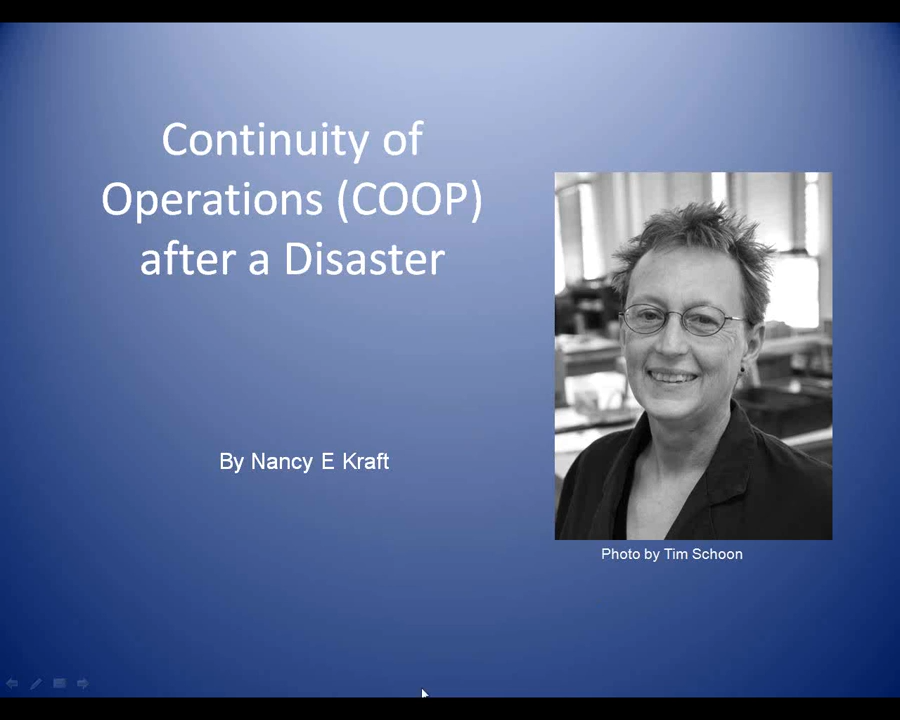 Continuity of
Operations (COOP)
after a Disaster
By Nancy E Kraft
Photo by Tim Schoon